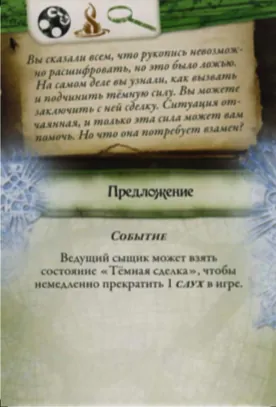 Вы сказали всем, что рукопись невозмож-
но расшифровать, но это было ложью.
На самом деле вы узнали, как вызвать
и подчинить тёмную силу. Вы можете
заключить с ней сделку. Ситуация от-
чаянная, и только эта сила может вам
помочь. Но что она потребует взамен?
Предложение
Событие
Ведущий сыщик может взять
состояние «Тёмная сделка», чтобы
немедленно прекратить 1 слух в игре.